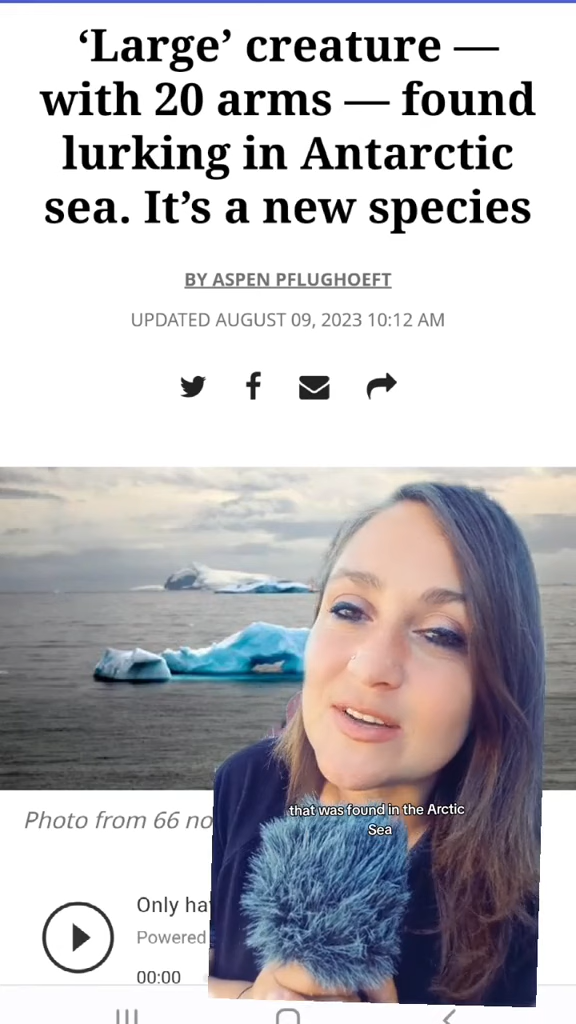 ‘Large’ creature —
with 20 arms — found
lurking in Antarctic
sea. It’s a new species
BY ASPEN PFLUGHOEFT
UPDATED AUGUST 09, 2023 10:12 AM
that was found in the Arctic
Sea
Photo from 66 no
Only ha
Powered
00:00